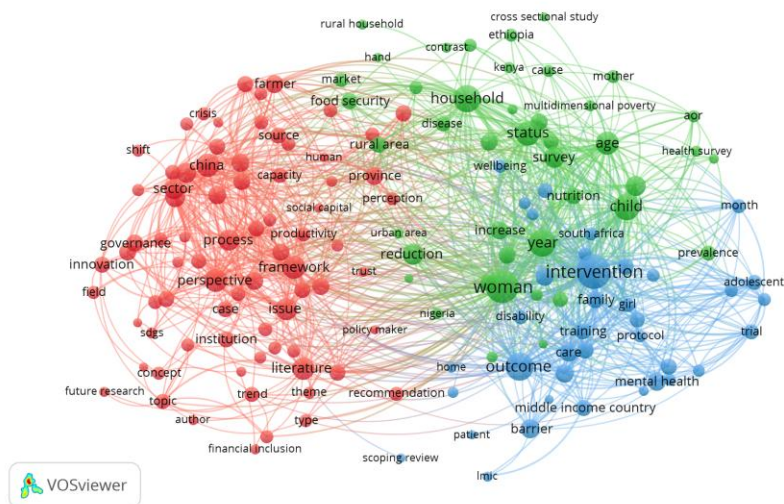 cross sectional study
rural household
ethiopia
contrast
hand
kenya
cause
mother
market
farmer
food security
household
multidimensional poverty
aor
crisis
disease
status
source
age
health survey
shift
rural area
survey
human
china
wellbeing
capacity
province
nutrition
sector
perception
child
month
social capital
productivity
urban area
increase
south africa
governance
process
year
reduction
prevalence
innovation
framework
intervention
perspective
trust
adolescent
field
woman
family
girl
case
issue
nigeria
disability
sdgs
policy maker
training
protocol
trial
institution
care
literature
home
outcome
concept
mental health
future research
theme
trend
recommendation
topic
middle income country
author
type
barrier
patient
financial inclusion
scoping review
lmic
VOSviewer